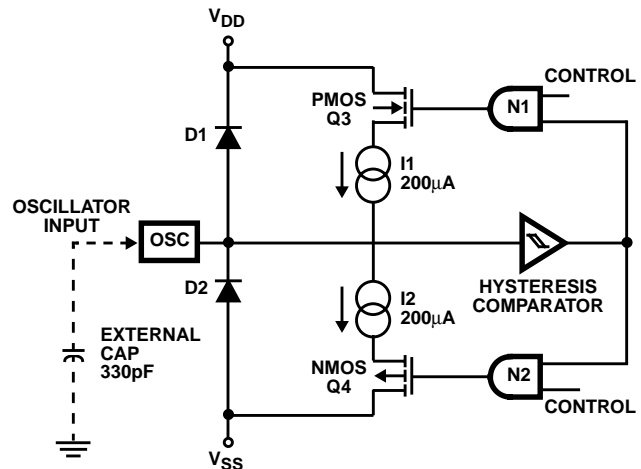 VDD
CONTROL
PMOS
Q3
N1
D1
I1
200µA
OSCILLATOR
INPUT
OSC
HYSTERESIS
COMPARATOR
D2
I2
200µA
EXTERNAL
CAP
330pF
NMOS
Q4
N2
CONTROL
VSS